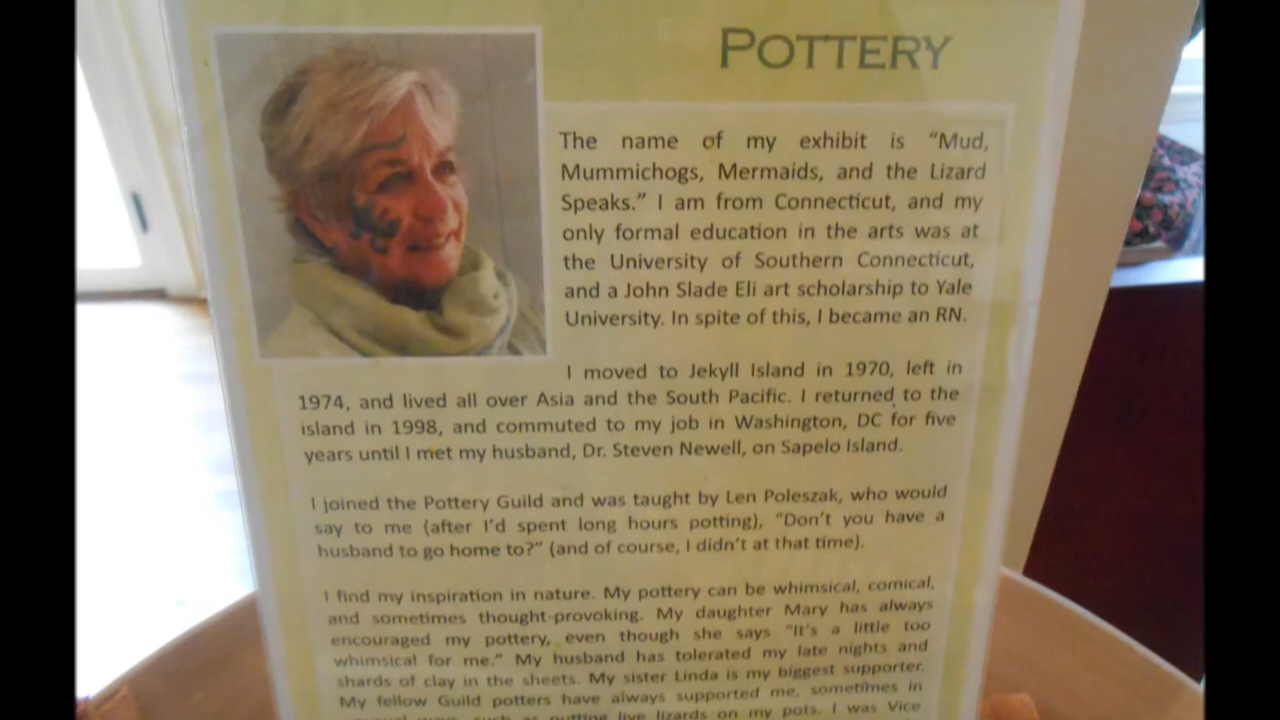 POTTERY
The name of my exhibit is “Mud,
Mummichogs, Mermaids, and the Lizard
Speaks.” I am from Connecticut, and my
only formal education in the arts was at
the University of Southern Connecticut,
and a John Slade Eli art scholarship to Yale
University. In spite of this, I became an RN.
I moved to Jekyll Island in 1970, left in
1974, and lived all over Asia and the South Pacific. I returned to the
island in 1998, and commuted to my job in Washington, DC for five
years until I met my husband, Dr. Steven Newell, on Sapelo Island.
I joined the Pottery Guild and was taught by Len Poleszak, who would
say to me (after I’d spent long hours potting), “Don’t you have a
husband to go home to?” (and of course, I didn’t at that time).
I find my inspiration in nature. My pottery can be whimsical, comical,
and sometimes thought-provoking. My daughter Mary has always
encouraged my pottery, even though she says “It’s a little too
whimsical for me.” My husband has tolerated my late nights and
shards of clay in the sheets. My sister Linda is my biggest supporter.
My fellow Guild potters have always supported me, sometimes in
such as putting live lizards on my pots. I was Vice